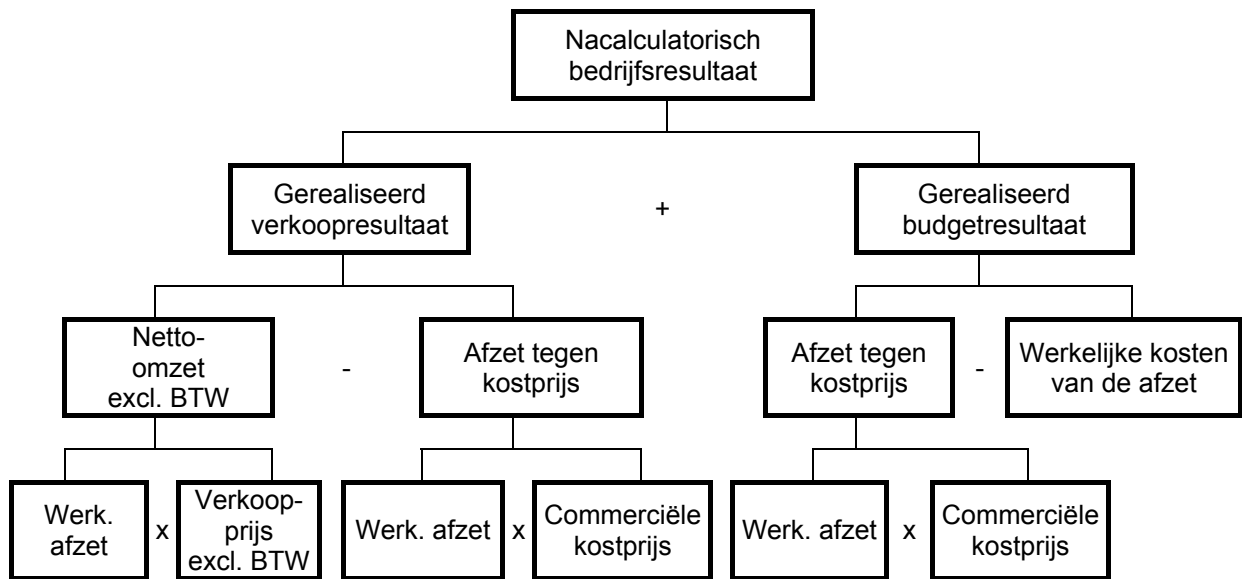 Nacalculatorisch
bedrijfsresultaat
Gerealiseerd
verkoopresultaat
+
Gerealiseerd
budgetresultaat
Netto-
omzet
excl. BTW
-
Afzet tegen
kostprijs
Afzet tegen
kostprijs
-
Werkelijke kosten
van de afzet
Werk.
afzet
x
Verkoop-
prijs
excl. BTW
Werk. afzet
x
Commerciële
kostprijs
Werk. afzet
x
Commerciële
kostprijs